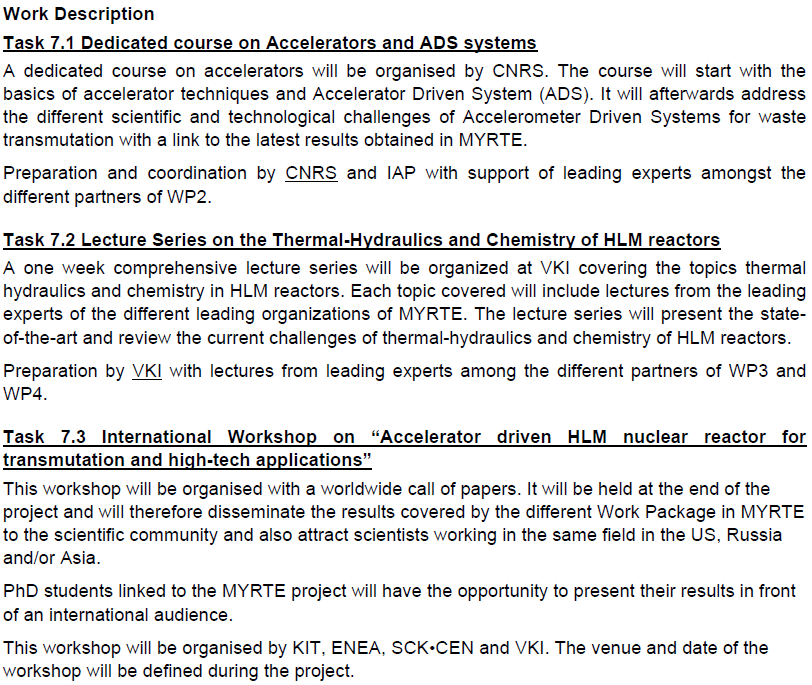 Work Description
Task 7.1 Dedicated course on Accelerators and ADS systems
A dedicated course on accelerators will be organised by CNRS. The course will start with the
basics of accelerator techniques and Accelerator Driven System (ADS). It will afterwards address
the different scientific and technological challenges of Accelerometer Driven Systems for waste
transmutation with a link to the latest results obtained in MYRTE.
Preparation and coordination by CNRS and IAP with support of leading experts amongst the
different partners of WP2.
Task 7.2 Lecture Series on the Thermal-Hydraulics and Chemistry of HLM reactors
A one week comprehensive lecture series will be organized at VKI covering the topics thermal
hydraulics and chemistry in HLM reactors. Each topic covered will include lectures from the leading
experts of the different leading organizations of MYRTE. The lecture series will present the state-
of-the-art and review the current challenges of thermal-hydraulics and chemistry of HLM reactors.
Preparation by VKI with lectures from leading experts among the different partners of WP3 and
WP4.
Task 7.3 International Workshop on “Accelerator driven HLM nuclear reactor for
transmutation and high-tech applications”
This workshop will be organised with a worldwide call of papers. It will be held at the end of the
project and will therefore disseminate the results covered by the different Work Package in MYRTE
to the scientific community and also attract scientists working in the same field in the US, Russia
and/or Asia.
PhD students linked to the MYRTE project will have the opportunity to present their results in front
of an international audience.
This workshop will be organised by KIT, ENEA, SCK•CEN and VKI. The venue and date of the
workshop will be defined during the project.